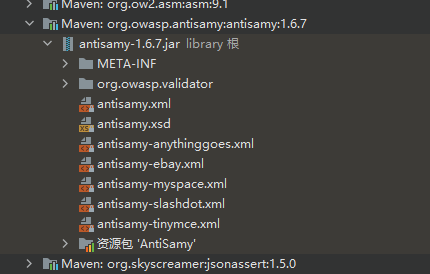 Maven: org.ow2.asm:asm:9.1
Maven: org.owasp.antisamy:antisamy:1.6.7
antisamy-1.6.7.jar library 根
META-INF
org.owasp.validator
antisamy.xml
antisamy.xsd
antisamy-anythinggoes.xml
antisamy-ebay.xml
antisamy-myspace.xml
antisamy-slashdot.xml
antisamy-tinymce.xml
资源包 'AntiSamy'
Maven: org.skyscreamer:jsonassert:1.5.0